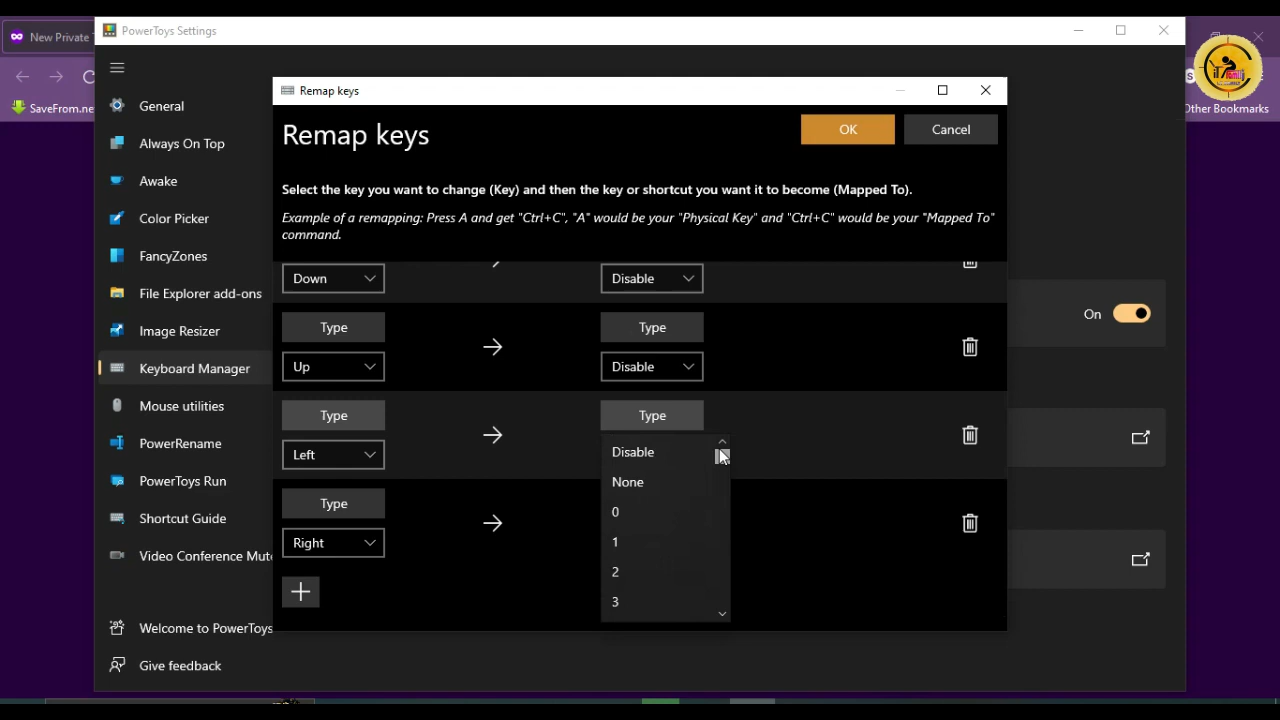 PowerToys Settings
New Private
SaveFrom.ne
Other Bookmarks
General
Always On Top
Awake
Color Picker
FancyZones
File Explorer add-ons
Image Resizer
Keyboard Manager
Mouse utilities
PowerRename
PowerToys Run
Shortcut Guide
Video Conference Mut
Welcome to PowerToys
Give feedback
Remap keys
Remap keys
OK
Cancel
Select the key you want to change (Key) and then the key or shortcut you want it to become (Mapped To).
Example of a remapping: Press A and get "Ctrl+C", "A" would be your "Physical Key" and "Ctrl+C" would be your "Mapped To"
command.
Down
Disable
Type
Type
Up
Disable
Type
Type
Left
Disable
None
0
1
2
3
Type
Right
On